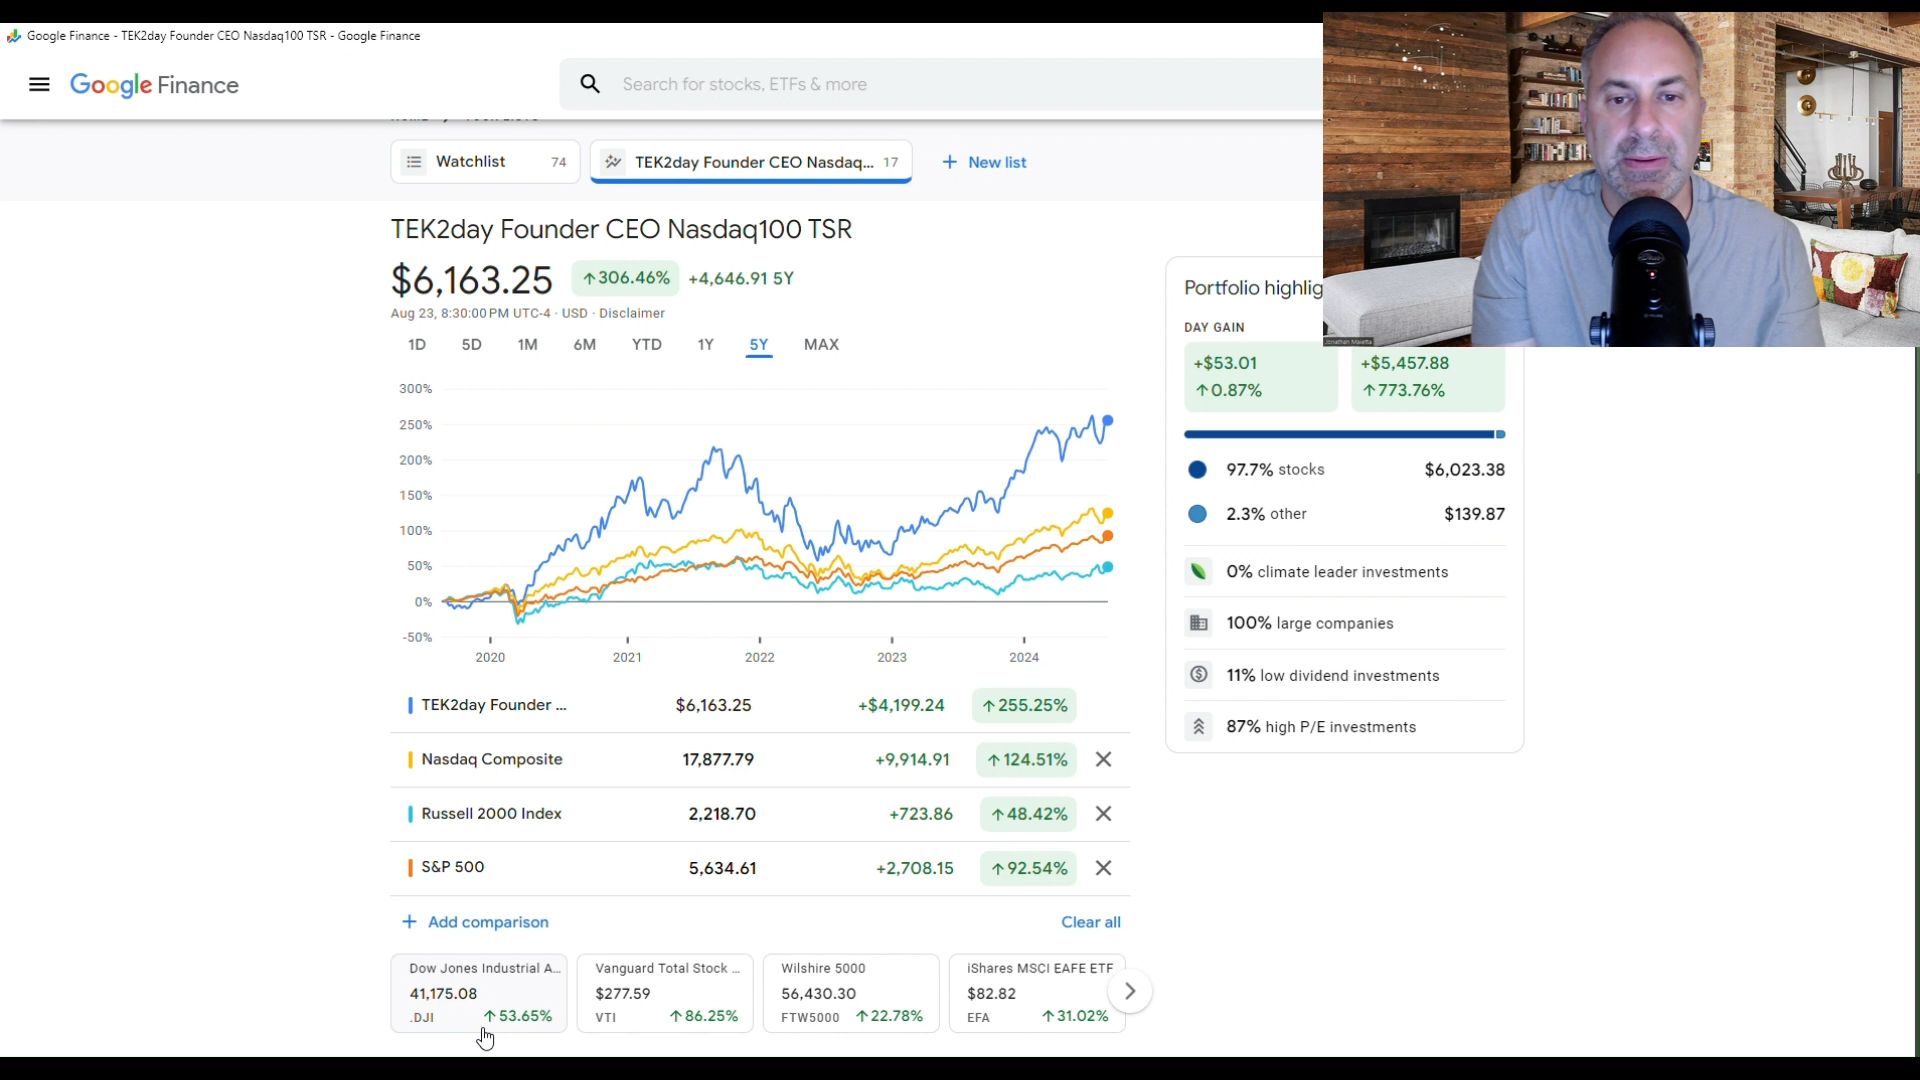 Google Finance - TEK2day Founder CEO Nasdaq100 TSR - Google Finance
Google Finance
Search for stocks, ETFs & more
Watchlist 74
TEK2day Founder CEO Nasdaq... 17
+ New list
TEK2day Founder CEO Nasdaq100 TSR
$6,163.25 ↑306.46% +4,646.91 5Y
Aug 23, 8:30:00 PM UTC-4 · USD · Disclaimer
1D 5D 1M 6M YTD 1Y 5Y MAX
300%
250%
200%
150%
100%
50%
0%
-50%
2020 2021 2022 2023 2024
TEK2day Founder ... $6,163.25 +$4,199.24 ↑255.25%
Nasdaq Composite 17,877.79 +9,914.91 ↑124.51%
Russell 2000 Index 2,218.70 +723.86 ↑48.42%
S&P 500 5,634.61 +2,708.15 ↑92.54%
+ Add comparison Clear all
Dow Jones Industrial A...
41,175.08
.DJI ↑53.65%
Vanguard Total Stock ...
$277.59
VTI ↑86.25%
Wilshire 5000
56,430.30
FTW5000 ↑22.78%
iShares MSCI EAFE ETF
$82.82
EFA ↑31.02%
Portfolio highlig
DAY GAIN
+$53.01
↑0.87%
+$5,457.88
↑773.76%
97.7% stocks $6,023.38
2.3% other $139.87
0% climate leader investments
100% large companies
11% low dividend investments
87% high P/E investments
Jonathan Maietta